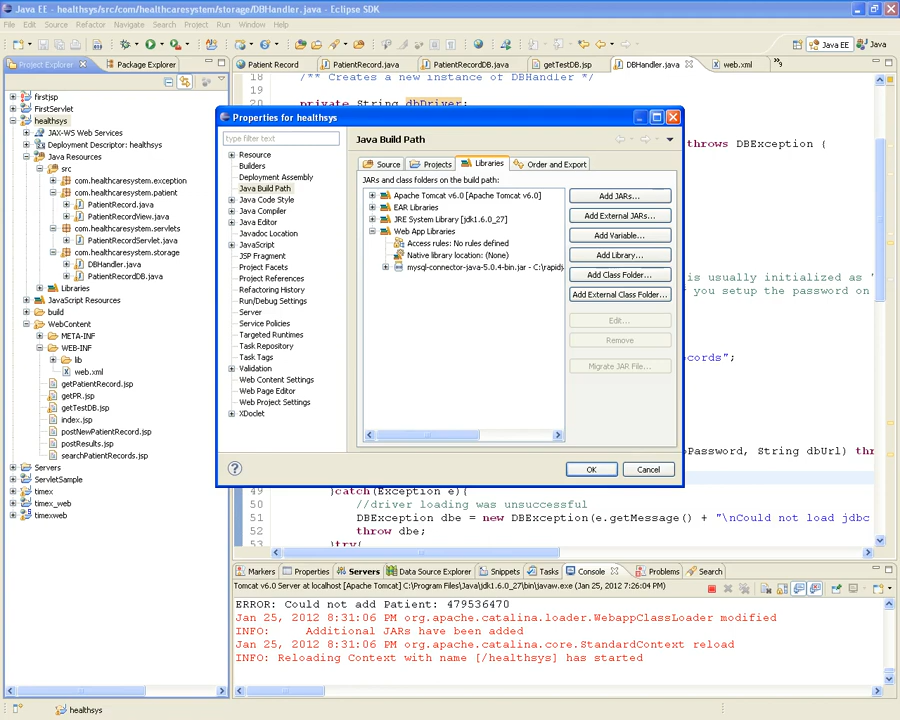 Java EE - healthsys/src/com/healthcaresystem/storage/DBHandler.java - Eclipse SDK
File Edit Source Refactor Navigate Search Project Run Window Help
Java EE Java
Project Explorer Package Explorer
Patient Record PatientRecord.java PatientRecordDB.java getTestDB.jsp DBHandler.java web.xml
firstjsp
FirstServlet
healthsys
JAX-WS Web Services
Deployment Descriptor: healthsys
Java Resources
src
com.healthcaresystem.exception
com.healthcaresystem.patient
PatientRecord.java
PatientRecordView.java
com.healthcaresystem.servlets
PatientRecordServlet.java
com.healthcaresystem.storage
DBHandler.java
PatientRecordDB.java
Libraries
JavaScript Resources
build
WebContent
META-INF
WEB-INF
lib
web.xml
getPatientRecord.jsp
getPR.jsp
getTestDB.jsp
index.jsp
postNewPatientRecord.jsp
postResults.jsp
searchPatientRecords.jsp
Servers
ServletSample
timex
timex_web
timexweb
18 /** Creates a new instance of DBHandler */
20 private String dbDriver;
throws DBException {
is usually initialized as "
you setup the password on
cords";
Password, String dbUrl) thr
49 }catch(Exception e){
50 //driver loading was unsuccessful
51 DBException dbe = new DBException(e.getMessage() + "\nCould not load jdbc
52 throw dbe;
53 }try{
Properties for healthsys
type filter text
Resource
Builders
Deployment Assembly
Java Build Path
Java Code Style
Java Compiler
Java Editor
Javadoc Location
JavaScript
JSP Fragment
Project Facets
Project References
Refactoring History
Run/Debug Settings
Server
Service Policies
Targeted Runtimes
Task Repository
Task Tags
Validation
Web Content Settings
Web Page Editor
Web Project Settings
XDoclet
Java Build Path
Source Projects Libraries Order and Export
JARs and class folders on the build path:
Apache Tomcat v6.0 [Apache Tomcat v6.0]
EAR Libraries
JRE System Library [jdk1.6.0_27]
Web App Libraries
Access rules: No rules defined
Native library location: (None)
mysql-connector-java-5.0.4-bin.jar - C:\rapidj
Add JARs...
Add External JARs...
Add Variable...
Add Library...
Add Class Folder...
Add External Class Folder...
Edit...
Remove
Migrate JAR File...
? OK Cancel
Markers Properties Servers Data Source Explorer Snippets Tasks Console Problems Search
Tomcat v6.0 Server at localhost [Apache Tomcat] C:\Program Files\Java\jdk1.6.0_27\bin\javaw.exe (Jan 25, 2012 7:26:04 PM)
ERROR: Could not add Patient: 479536470
Jan 25, 2012 8:31:06 PM org.apache.catalina.loader.WebappClassLoader modified
INFO: Additional JARs have been added
Jan 25, 2012 8:31:06 PM org.apache.catalina.core.StandardContext reload
INFO: Reloading Context with name [/healthsys] has started
healthsys